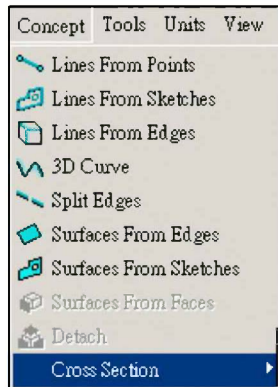 Concept Tools Units View
Lines From Points
Lines From Sketches
Lines From Edges
3D Curve
Split Edges
Surfaces From Edges
Surfaces From Sketches
Surfaces From Faces
Detach
Cross Section